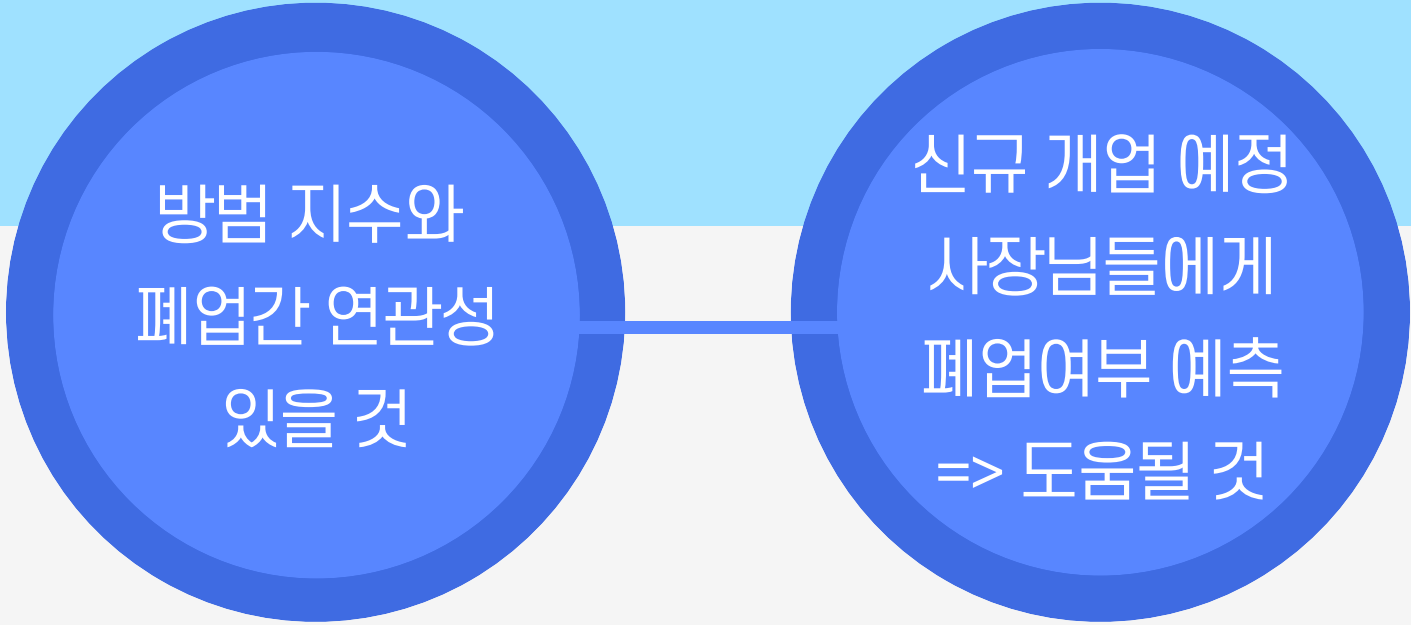 방범 지수와
폐업간 연관성
있을 것
신규 개업 예정
사장님들에게
폐업여부 예측
=> 도움될 것